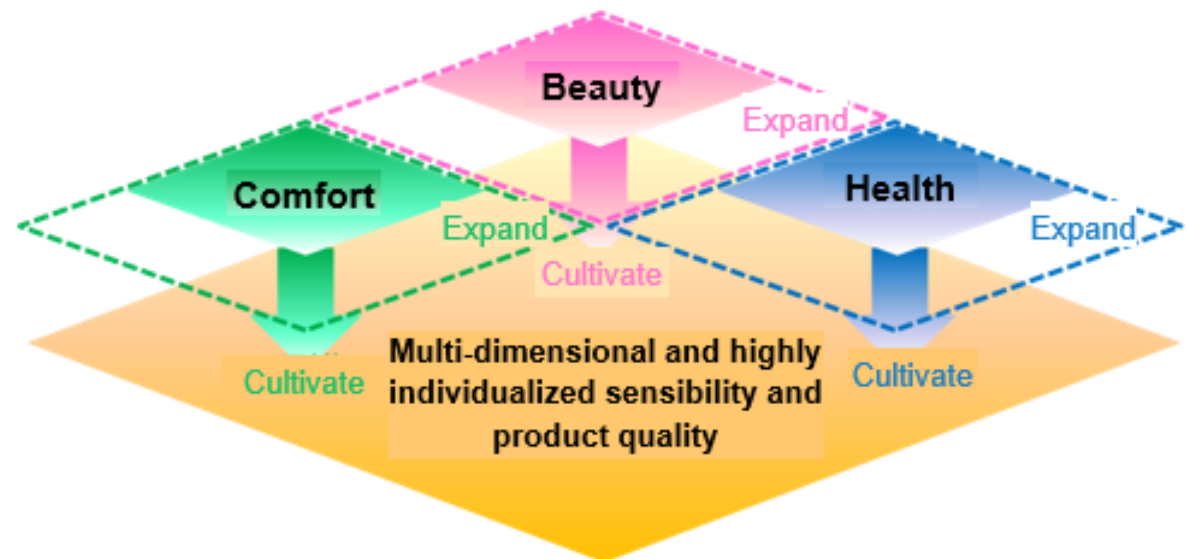 Beauty
Expand
Comfort
Health
Expand
Expand
Cultivate
Multi-dimensional and highly
individualized sensibility and
product quality
Cultivate
Cultivate